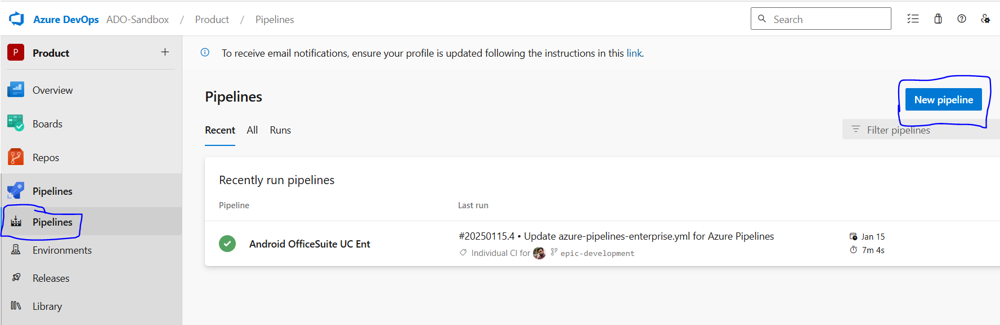 Azure DevOps ADO-Sandbox / Product / Pipelines Search
P Product +
To receive email notifications, ensure your profile is updated following the instructions in this link.
Overview
Boards
Repos
Pipelines
Pipelines
Environments
Releases
Library
Pipelines
New pipeline
Recent All Runs
Filter pipelines
Recently run pipelines
Pipeline Last run
Android OfficeSuite UC Ent
#20250115.4 • Update azure-pipelines-enterprise.yml for Azure Pipelines
Individual CI for epic-development
Jan 15
7m 4s